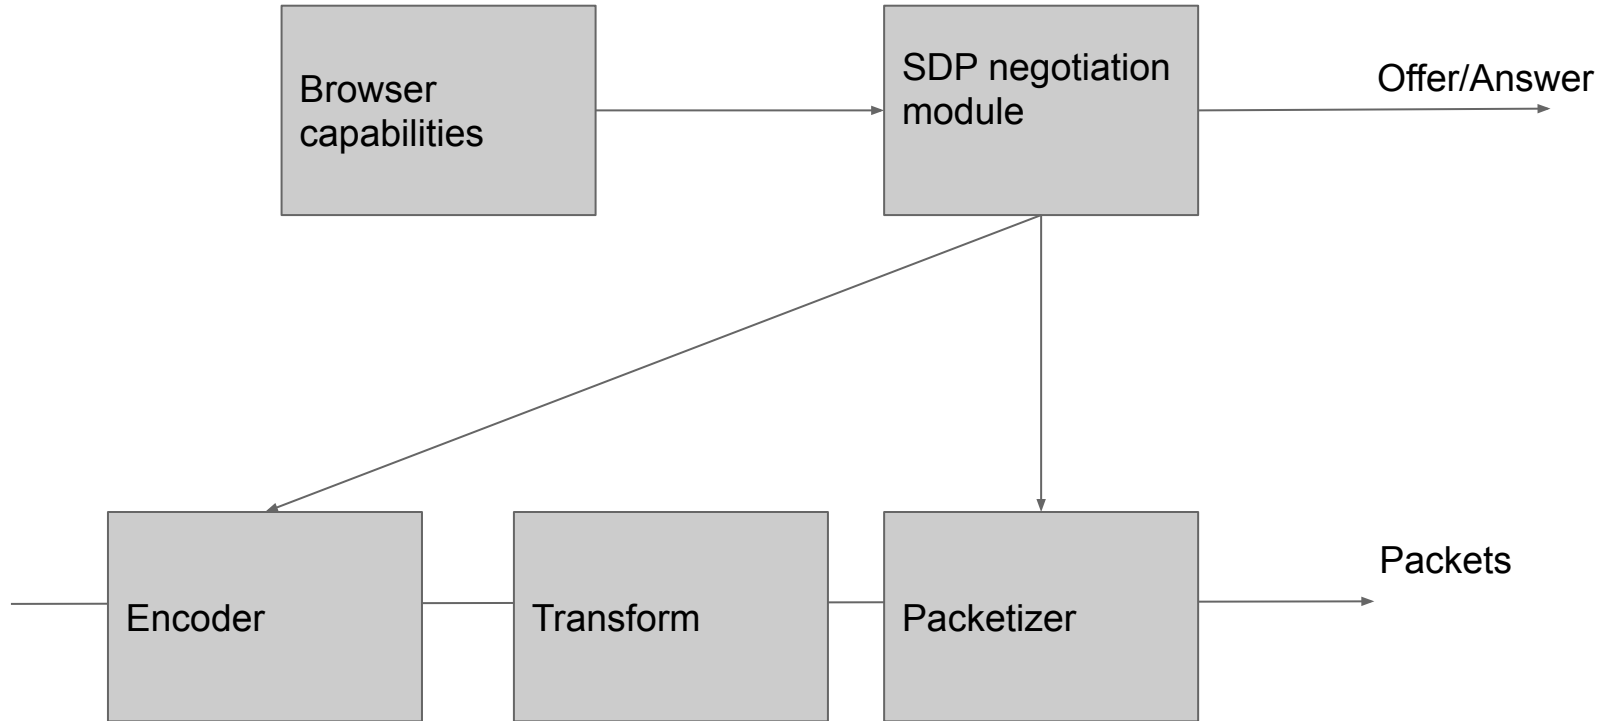 Browser
capabilities
SDP negotiation
module
Offer/Answer
Encoder
Transform
Packetizer
Packets